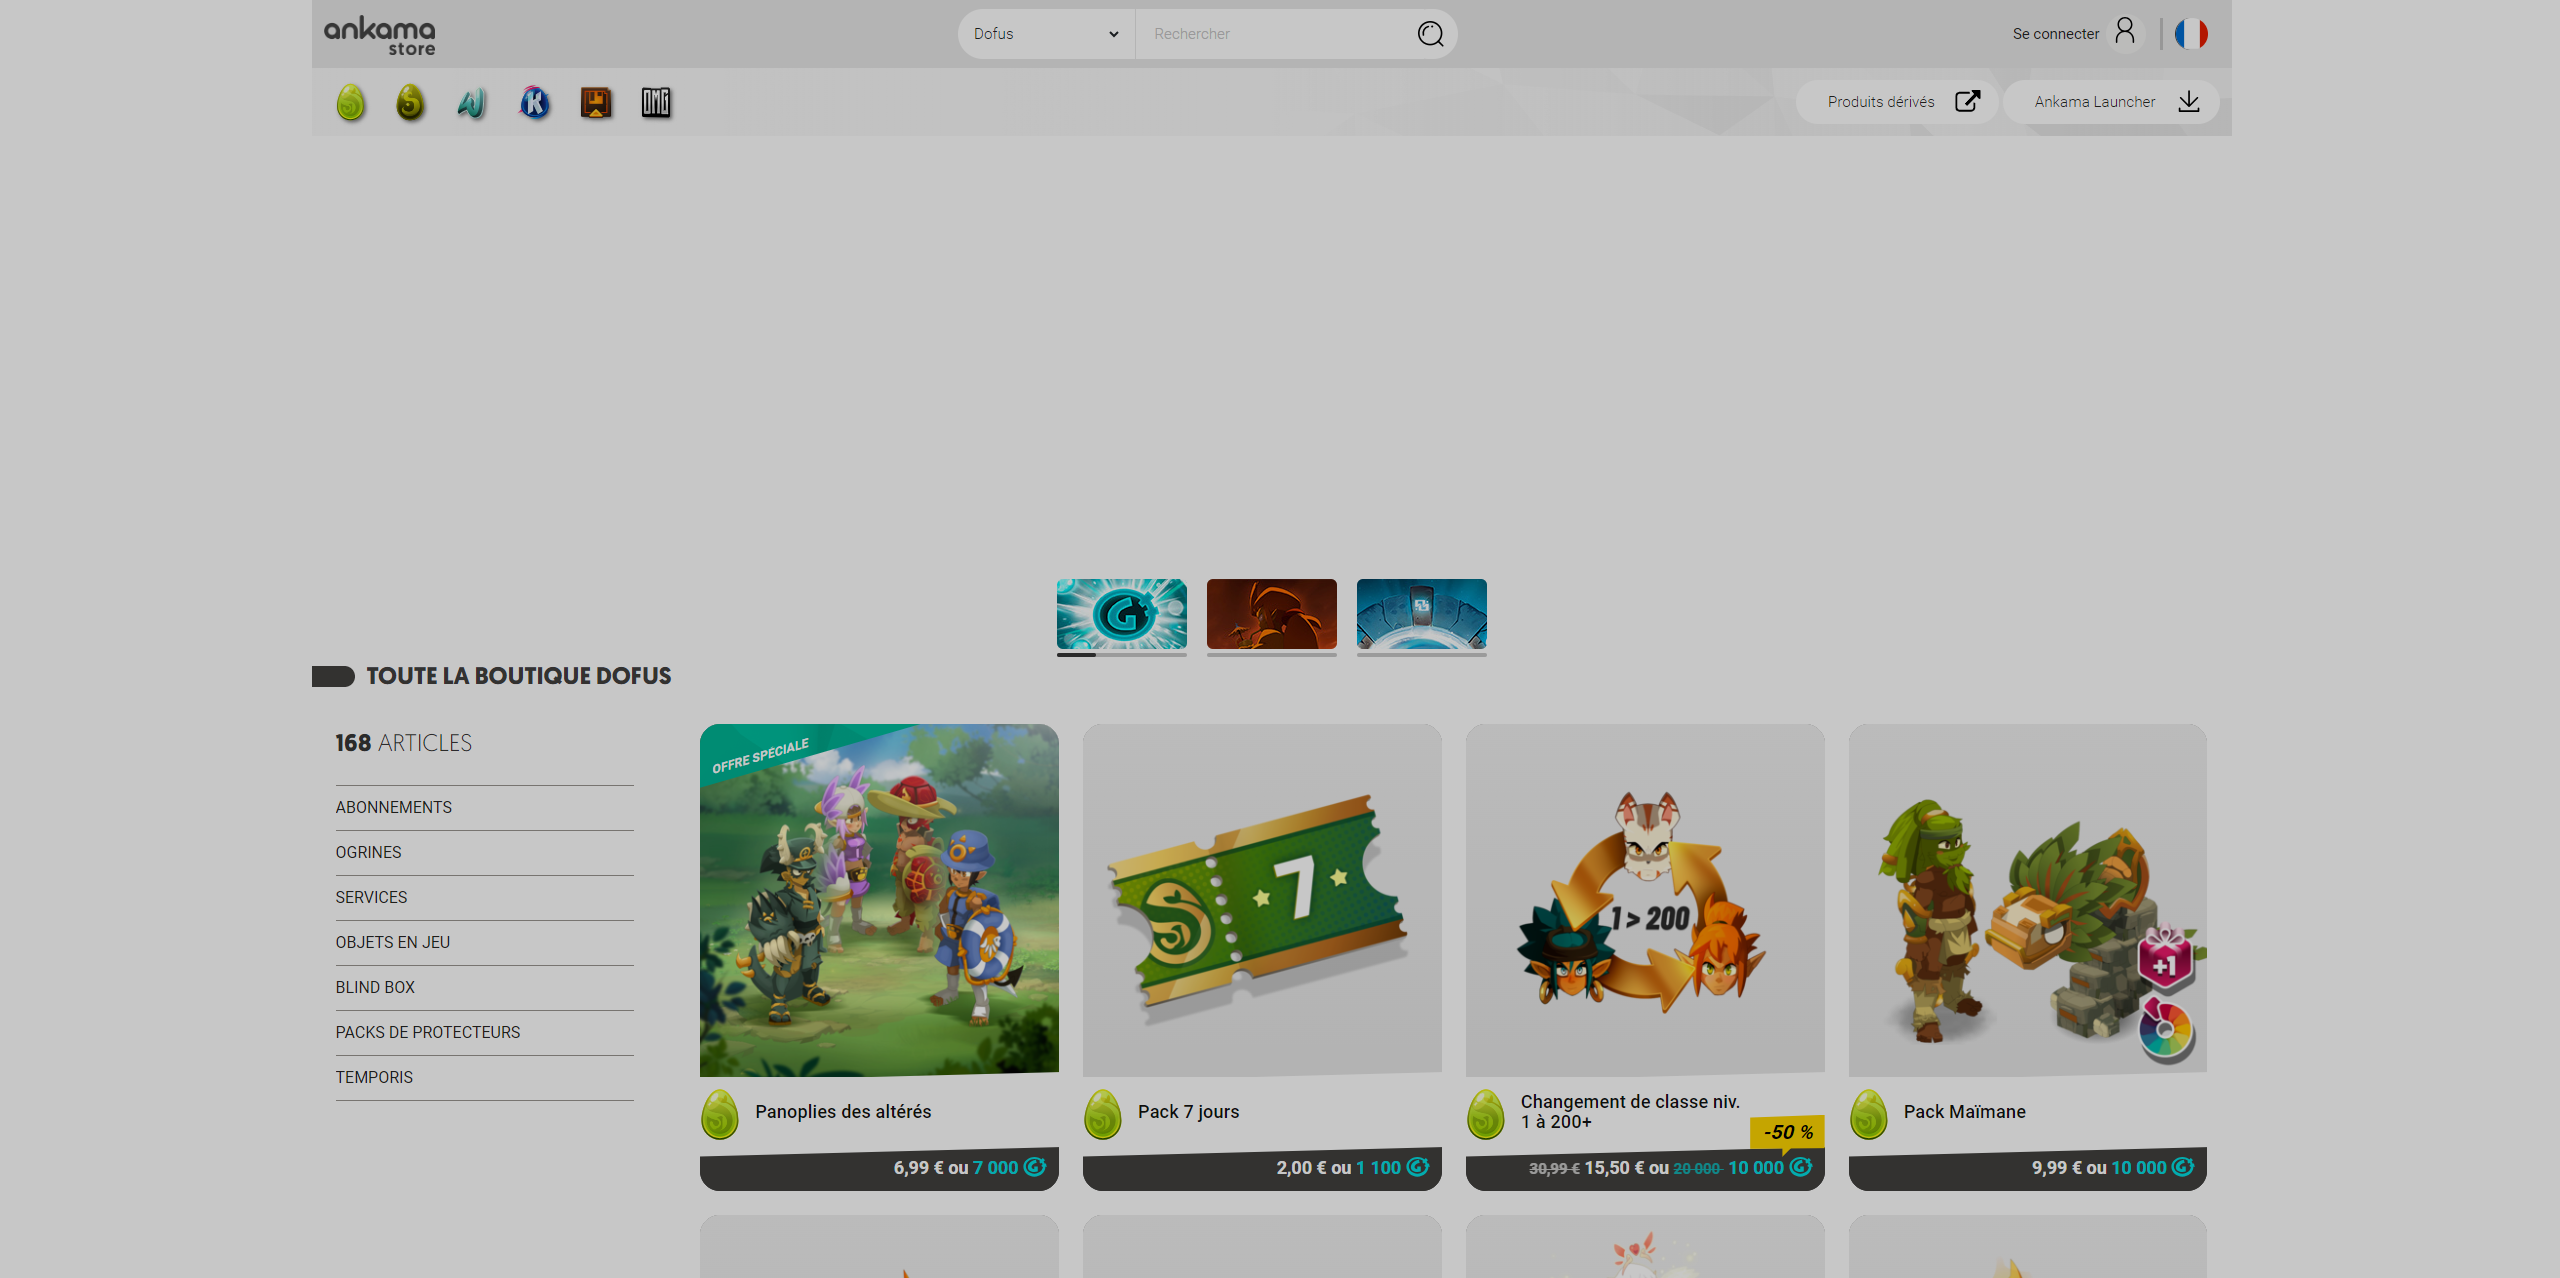 ankama
store
Dofus
Rechercher
Se connecter
Produits dérivés
Ankama Launcher
TOUTE LA BOUTIQUE DOFUS
168 ARTICLES
ABONNEMENTS
OGRINES
SERVICES
OBJETS EN JEU
BLIND BOX
PACKS DE PROTECTEURS
TEMPORIS
OFFRE SPÉCIALE
Panoplies des altérés
6,99 € ou 7 000
7
Pack 7 jours
2,00 € ou 1 100
1 > 200
Changement de classe niv.
1 à 200+
-50 %
30,99 € 15,50 € ou 20 000 10 000
+1
Pack Maïmane
9,99 € ou 10 000